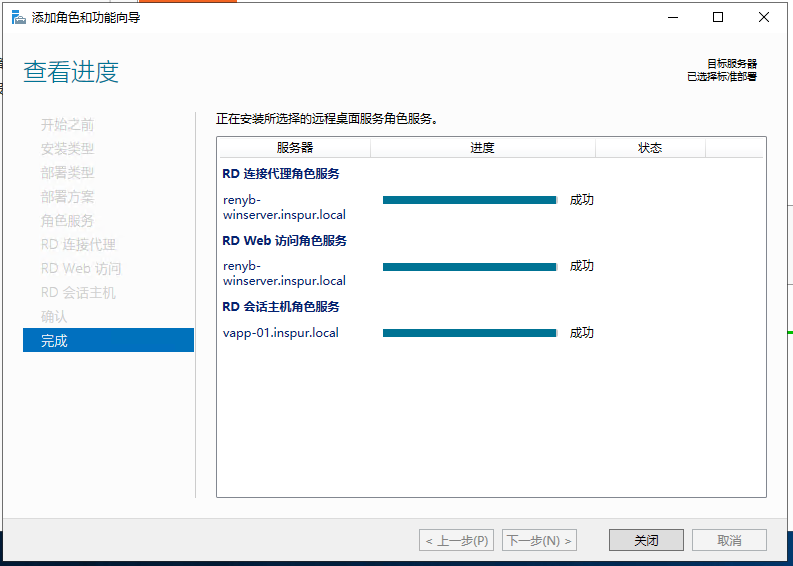 添加角色和功能向导
查看进度
目标服务器
已选择标准部署
开始之前
安装类型
部署类型
部署方案
角色服务
RD 连接代理
RD Web 访问
RD 会话主机
确认
完成
正在安装所选择的远程桌面服务角色服务。
服务器 进度 状态
RD 连接代理角色服务
renyb-
winserver.inspur.local 成功
RD Web 访问角色服务
renyb-
winserver.inspur.local 成功
RD 会话主机角色服务
vapp-01.inspur.local 成功
< 上一步(P) 下一步(N) > 关闭 取消